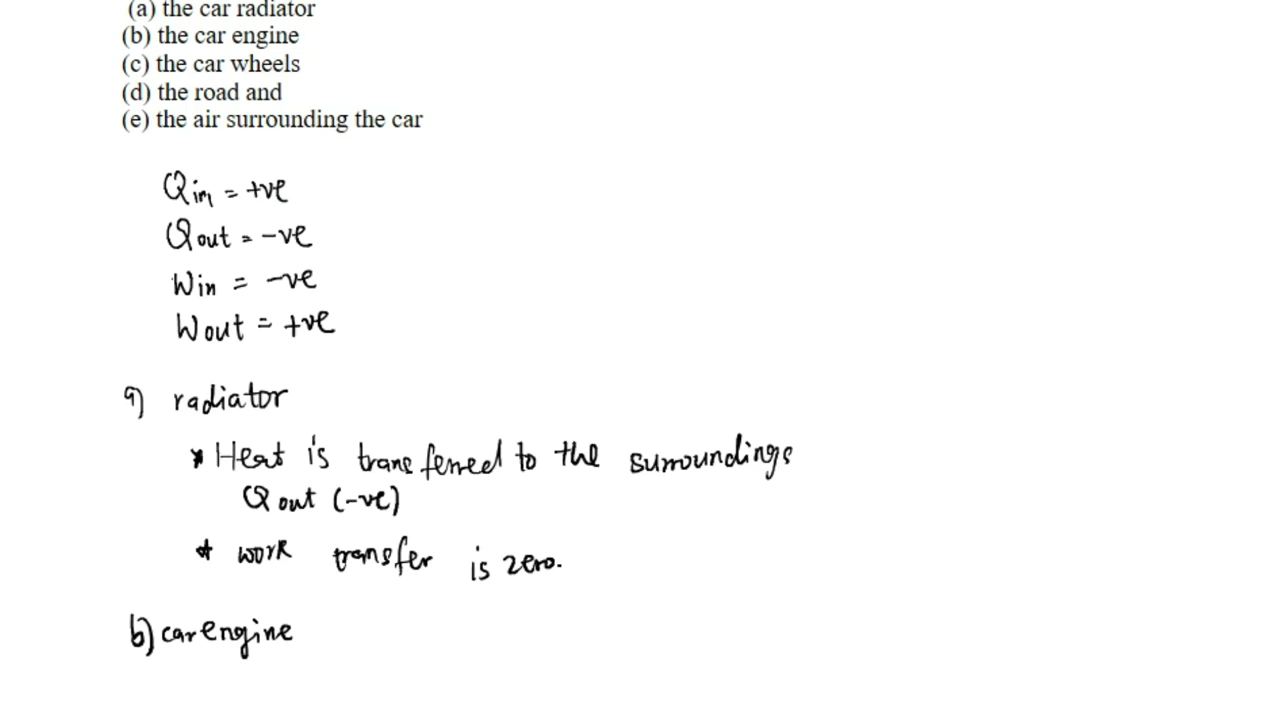 (a) the car radiator
(b) the car engine
(c) the car wheels
(d) the road and
(e) the air surrounding the car
Qin = +ve
Qout = -ve
Win = -ve
Wout = +ve
a) radiator
* Heat is transferred to the surroundings
Qout (-ve)
* work transfer is zero.
b) car engine